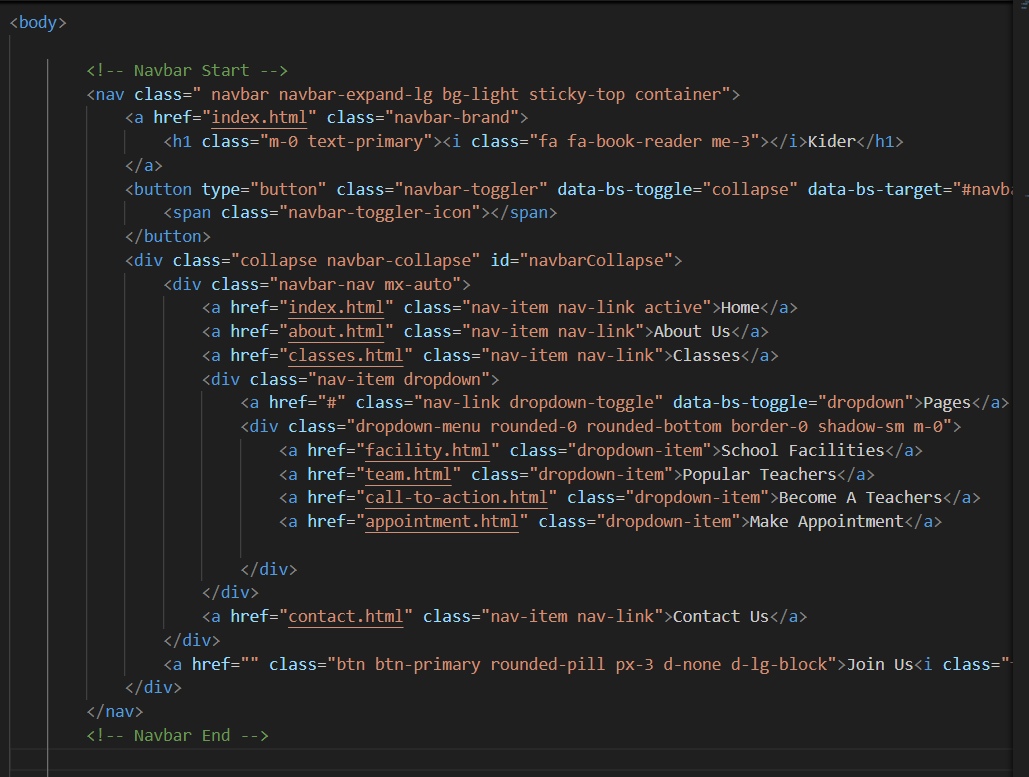 <body>
<!-- Navbar Start -->
<nav class=" navbar navbar-expand-lg bg-light sticky-top container">
<a href="index.html" class="navbar-brand">
<h1 class="m-0 text-primary"><i class="fa fa-book-reader me-3"></i>Kider</h1>
</a>
<button type="button" class="navbar-toggler" data-bs-toggle="collapse" data-bs-target="#navba
<span class="navbar-toggler-icon"></span>
</button>
<div class="collapse navbar-collapse" id="navbarCollapse">
<div class="navbar-nav mx-auto">
<a href="index.html" class="nav-item nav-link active">Home</a>
<a href="about.html" class="nav-item nav-link">About Us</a>
<a href="classes.html" class="nav-item nav-link">Classes</a>
<div class="nav-item dropdown">
<a href="#" class="nav-link dropdown-toggle" data-bs-toggle="dropdown">Pages</a>
<div class="dropdown-menu rounded-0 rounded-bottom border-0 shadow-sm m-0">
<a href="facility.html" class="dropdown-item">School Facilities</a>
<a href="team.html" class="dropdown-item">Popular Teachers</a>
<a href="call-to-action.html" class="dropdown-item">Become A Teachers</a>
<a href="appointment.html" class="dropdown-item">Make Appointment</a>
</div>
</div>
<a href="contact.html" class="nav-item nav-link">Contact Us</a>
</div>
<a href="" class="btn btn-primary rounded-pill px-3 d-none d-lg-block">Join Us<i class="
</div>
</nav>
<!-- Navbar End -->